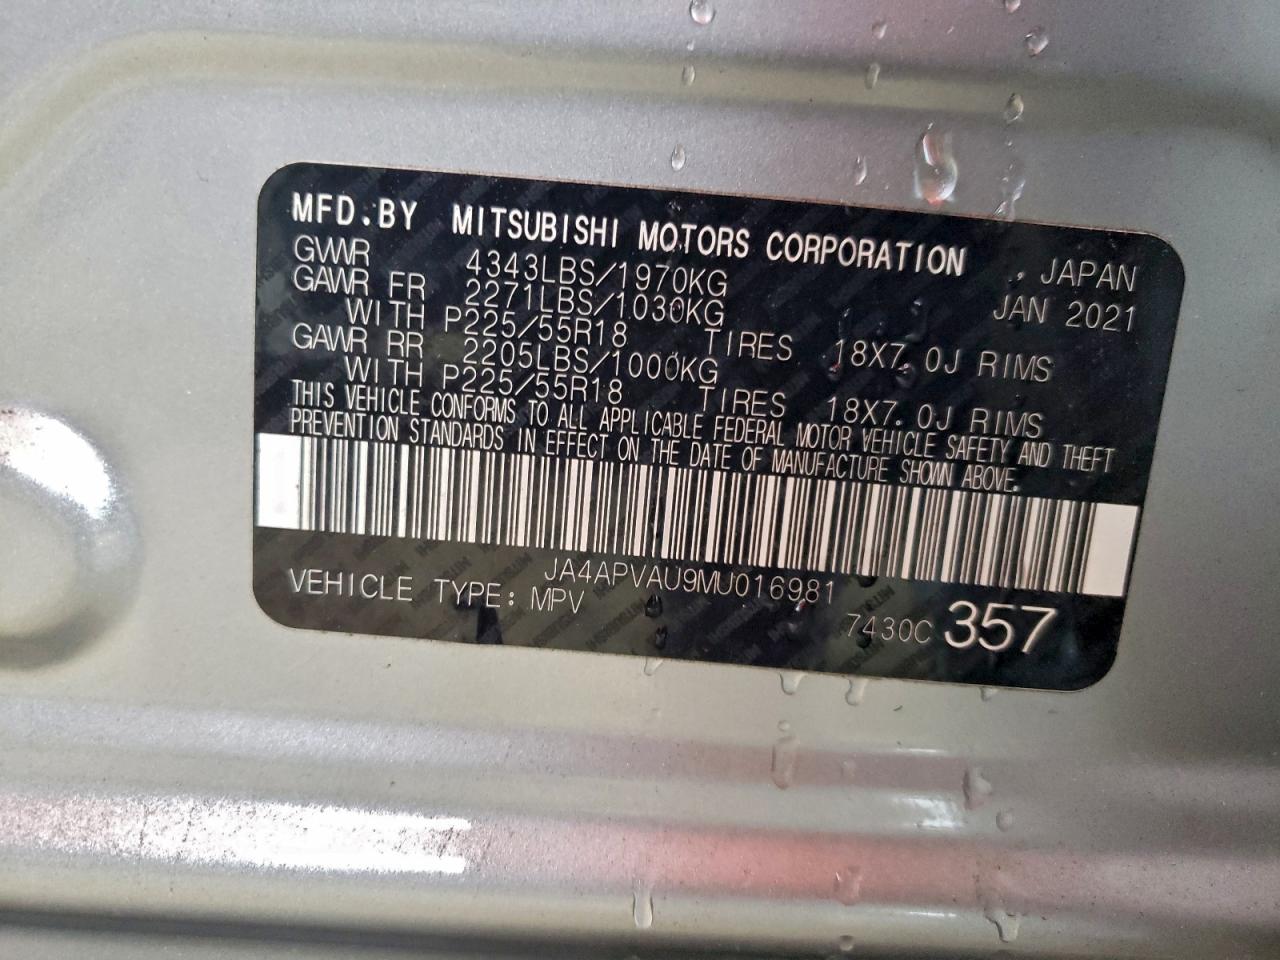 MFD.BY MITSUBISHI MOTORS CORPORATION
GVWR 4343LBS/1970KG JAPAN
GAWR FR 2271LBS/1030KG JAN 2021
WITH P225/55R18 TIRES 18X7.0J RIMS
GAWR RR 2205LBS/1000KG
WITH P225/55R18 TIRES 18X7.0J RIMS
THIS VEHICLE CONFORMS TO ALL APPLICABLE FEDERAL MOTOR VEHICLE SAFETY AND THEFT
PREVENTION STANDARDS IN EFFECT ON THE DATE OF MANUFACTURE SHOWN ABOVE.
JA4APVAU9MU016981
VEHICLE TYPE: MPV
7430C 357